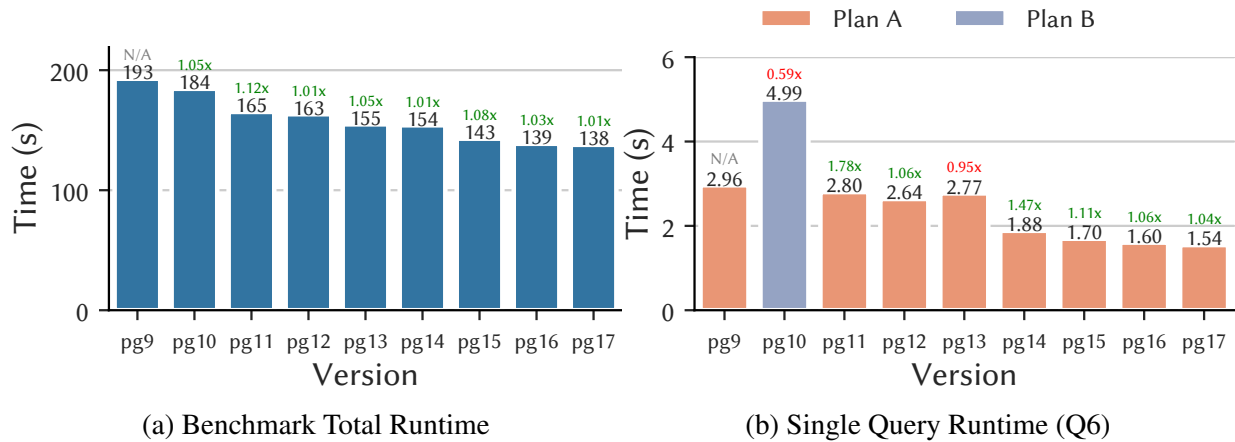 Time (s)
200
100
0
N/A
193
1.05x
184
1.12x
165
1.01x
163
1.05x
155
1.01x
154
1.08x
143
1.03x
139
1.01x
138
pg9 pg10 pg11 pg12 pg13 pg14 pg15 pg16 pg17
Version
(a) Benchmark Total Runtime
Plan A Plan B
Time (s)
6
4
2
0
N/A
2.96
0.59x
4.99
1.78x
2.80
1.06x
2.64
0.95x
2.77
1.47x
1.88
1.11x
1.70
1.06x
1.60
1.04x
1.54
pg9 pg10 pg11 pg12 pg13 pg14 pg15 pg16 pg17
Version
(b) Single Query Runtime (Q6)